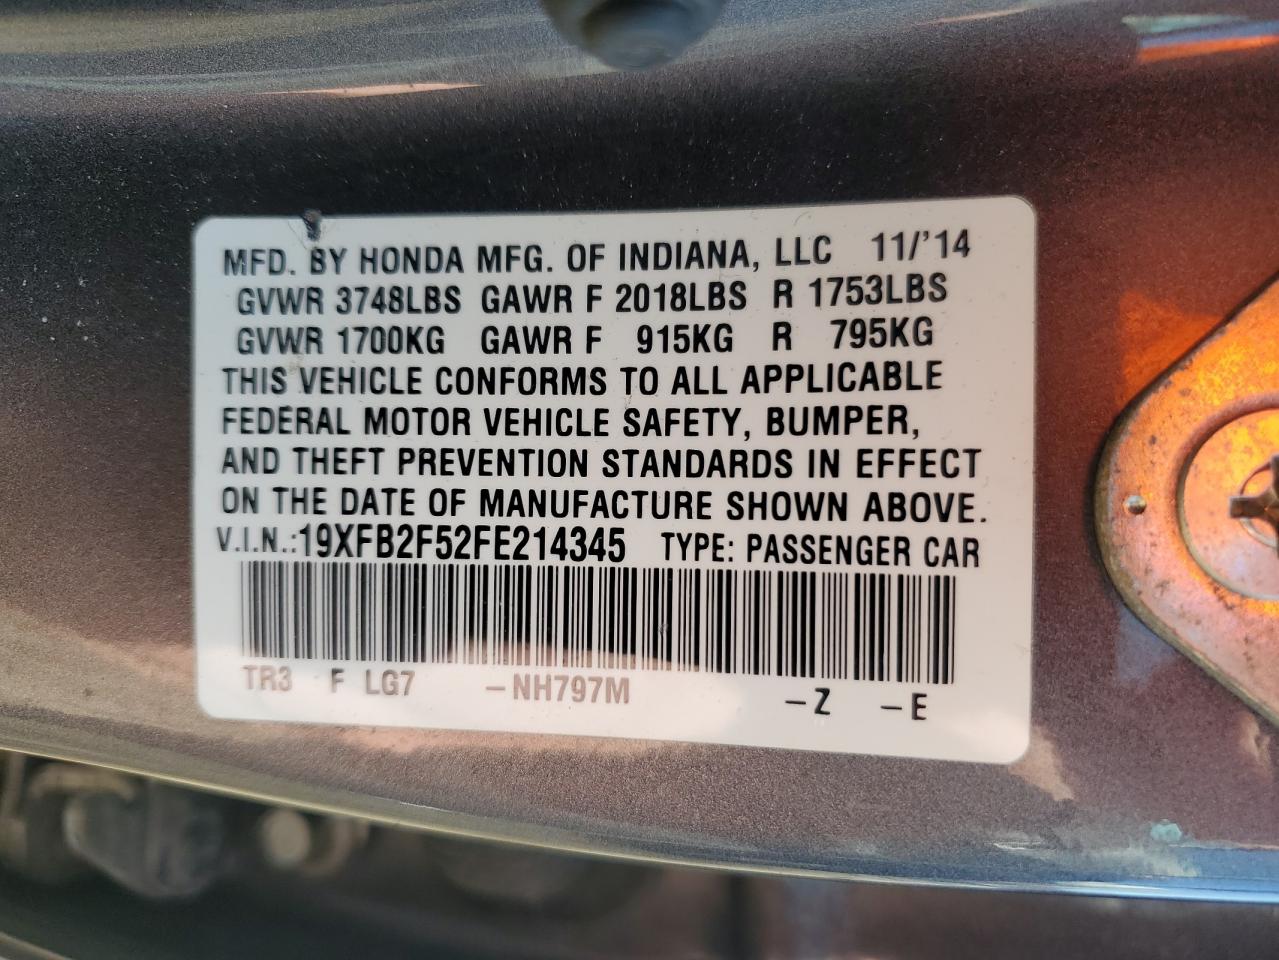 MFD. BY HONDA MFG. OF INDIANA, LLC 11/'14
GVWR 3748LBS GAWR F 2018LBS R 1753LBS
GVWR 1700KG GAWR F 915KG R 795KG
THIS VEHICLE CONFORMS TO ALL APPLICABLE
FEDERAL MOTOR VEHICLE SAFETY, BUMPER,
AND THEFT PREVENTION STANDARDS IN EFFECT
ON THE DATE OF MANUFACTURE SHOWN ABOVE.
V.I.N.:19XFB2F52FE214345 TYPE: PASSENGER CAR
TR3 F LG7 -NH797M -Z -E